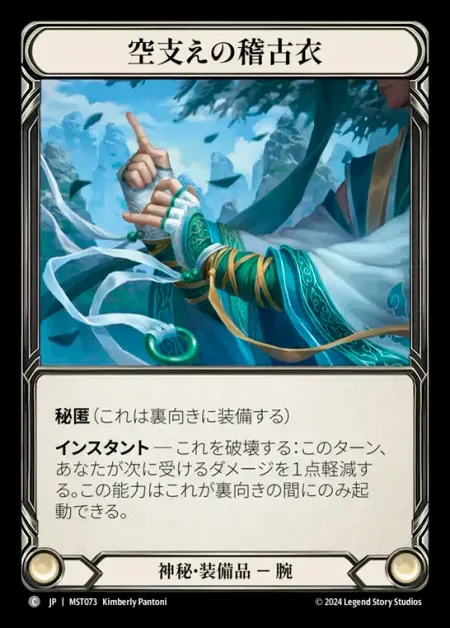 空支えの稽古衣
秘匿（これは裏向きに装備する）
インスタント ― これを破壊する：このターン、
あなたが次に受けるダメージを1点軽減す
る。この能力はこれが裏向きの間にのみ起
動できる。
神秘・装備品 ― 腕
C JP | MST073 Kimberly Pantoni
© 2024 Legend Story Studios